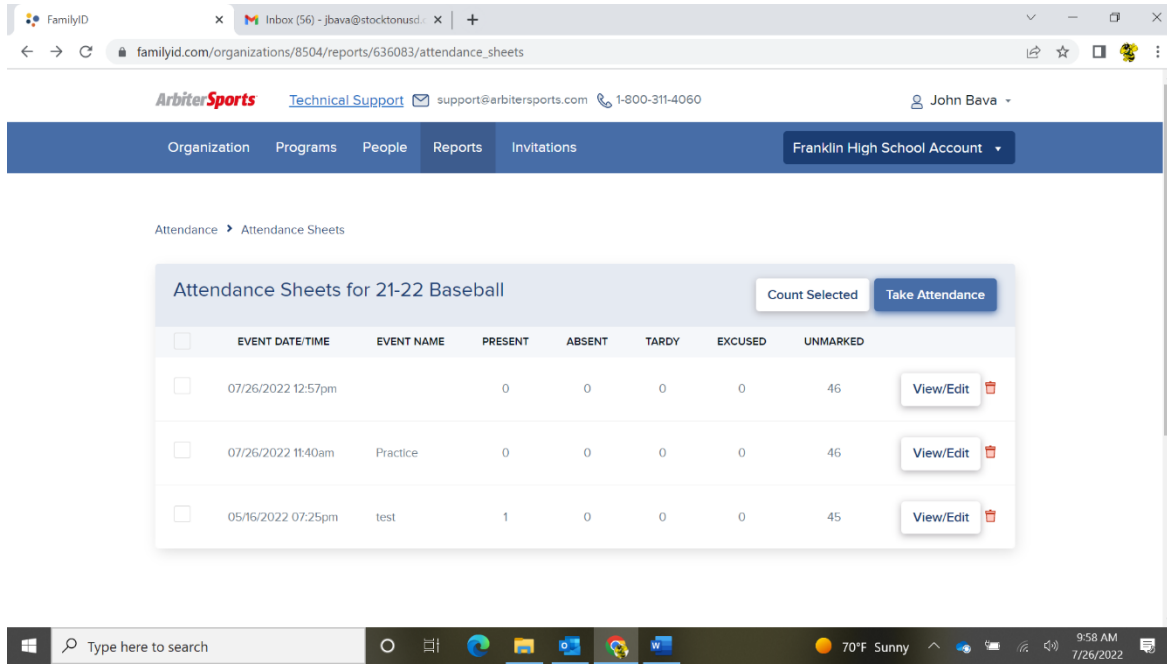 FamilyID
Inbox (56) - jbava@stocktonusd.c
familyid.com/organizations/8504/reports/636083/attendance_sheets
ArbiterSports Technical Support support@arbitersports.com 1-800-311-4060 John Bava
Organization Programs People Reports Invitations Franklin High School Account
Attendance > Attendance Sheets
Attendance Sheets for 21-22 Baseball Count Selected Take Attendance
EVENT DATE/TIME EVENT NAME PRESENT ABSENT TARDY EXCUSED UNMARKED
07/26/2022 12:57pm 0 0 0 0 46 View/Edit
07/26/2022 11:40am Practice 0 0 0 0 46 View/Edit
05/16/2022 07:25pm test 1 0 0 0 45 View/Edit
Type here to search 70°F Sunny 9:58 AM
7/26/2022